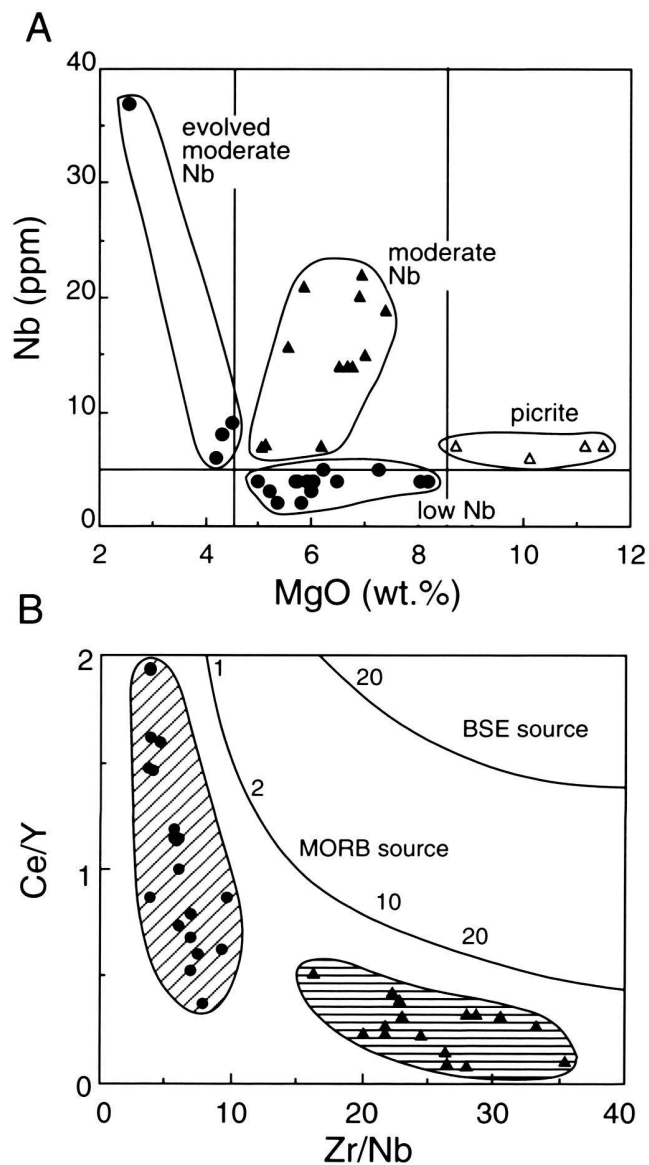 A
40
30
20
10
0
Nb (ppm)
evolved
moderate
Nb
moderate
Nb
picrite
low Nb
2
4
6
8
10
12
MgO (wt.%)
B
2
1
0
Ce/Y
1
20
BSE source
2
MORB source
10
20
0
10
20
30
40
Zr/Nb